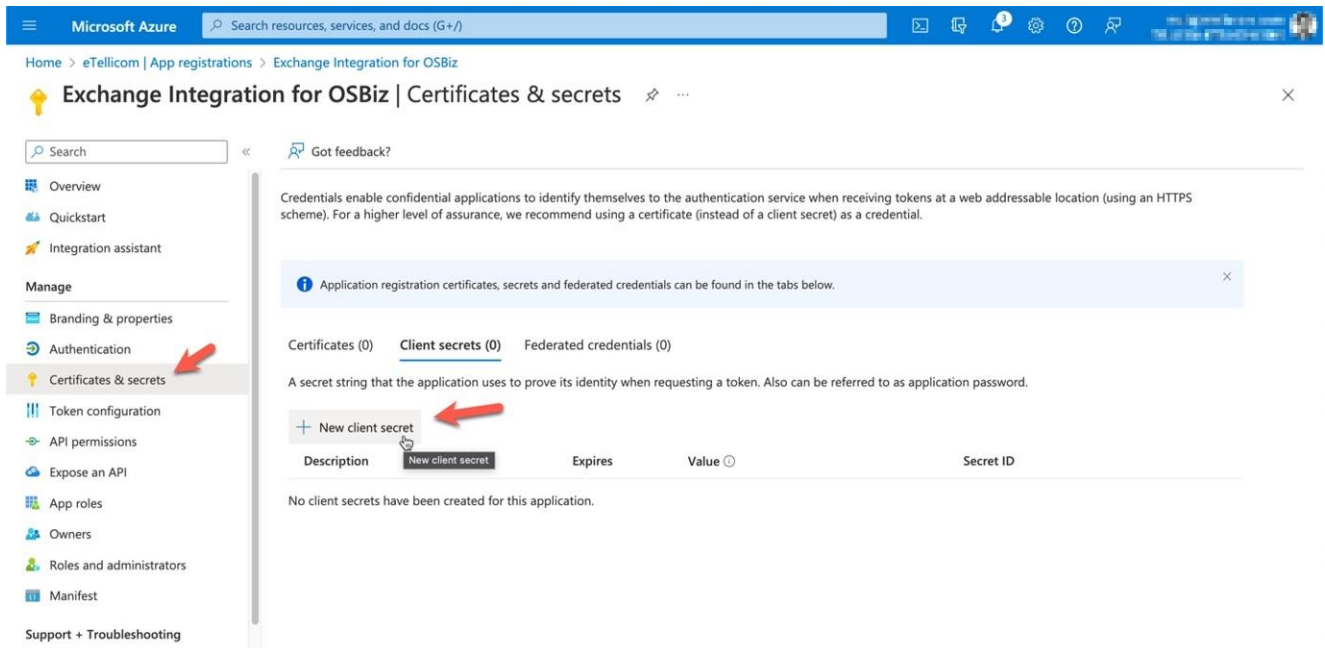 Microsoft Azure
Search resources, services, and docs (G+/)
3
Home > eTellicom | App registrations > Exchange Integration for OSBiz
Exchange Integration for OSBiz | Certificates & secrets
Search
«
Got feedback?
Overview
Quickstart
Integration assistant
Manage
Branding & properties
Authentication
Certificates & secrets
Token configuration
API permissions
Expose an API
App roles
Owners
Roles and administrators
Manifest
Support + Troubleshooting
Credentials enable confidential applications to identify themselves to the authentication service when receiving tokens at a web addressable location (using an HTTPS
scheme). For a higher level of assurance, we recommend using a certificate (instead of a client secret) as a credential.
Application registration certificates, secrets and federated credentials can be found in the tabs below.
Certificates (0) Client secrets (0) Federated credentials (0)
A secret string that the application uses to prove its identity when requesting a token. Also can be referred to as application password.
New client secret
New client secret
Description Expires Value Secret ID
No client secrets have been created for this application.